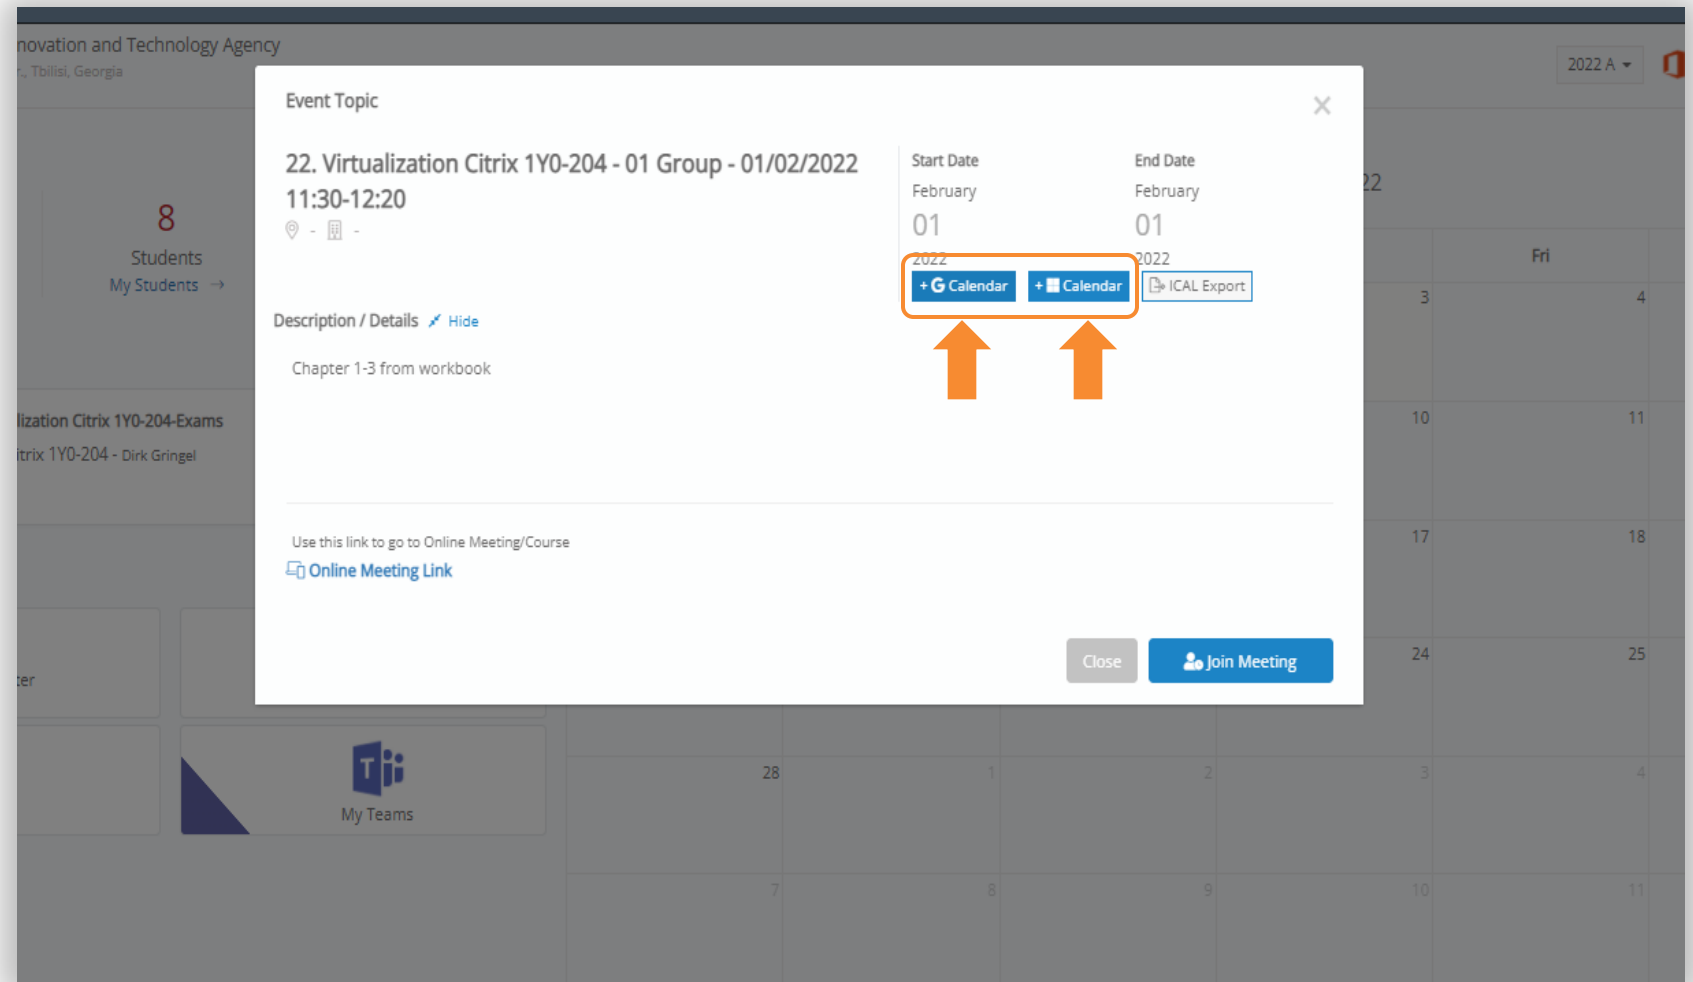 novation and Technology Agency
r., Tbilisi, Georgia
2022 A
Event Topic
22. Virtualization Citrix 1Y0-204 - 01 Group - 01/02/2022
11:30-12:20
- -
Start Date
February
01
2022
End Date
February
01
2022
+ G Calendar
+ Calendar
ICAL Export
Description / Details Hide
Chapter 1-3 from workbook
Use this link to go to Online Meeting/Course
Online Meeting Link
Close
Join Meeting
8
Students
My Students →
lization Citrix 1Y0-204-Exams
itrix 1Y0-204 - Dirk Gringel
ter
T
My Teams
22
Fri
3 4
10 11
17 18
24 25
28 1 2 3 4
7 8 9 10 11